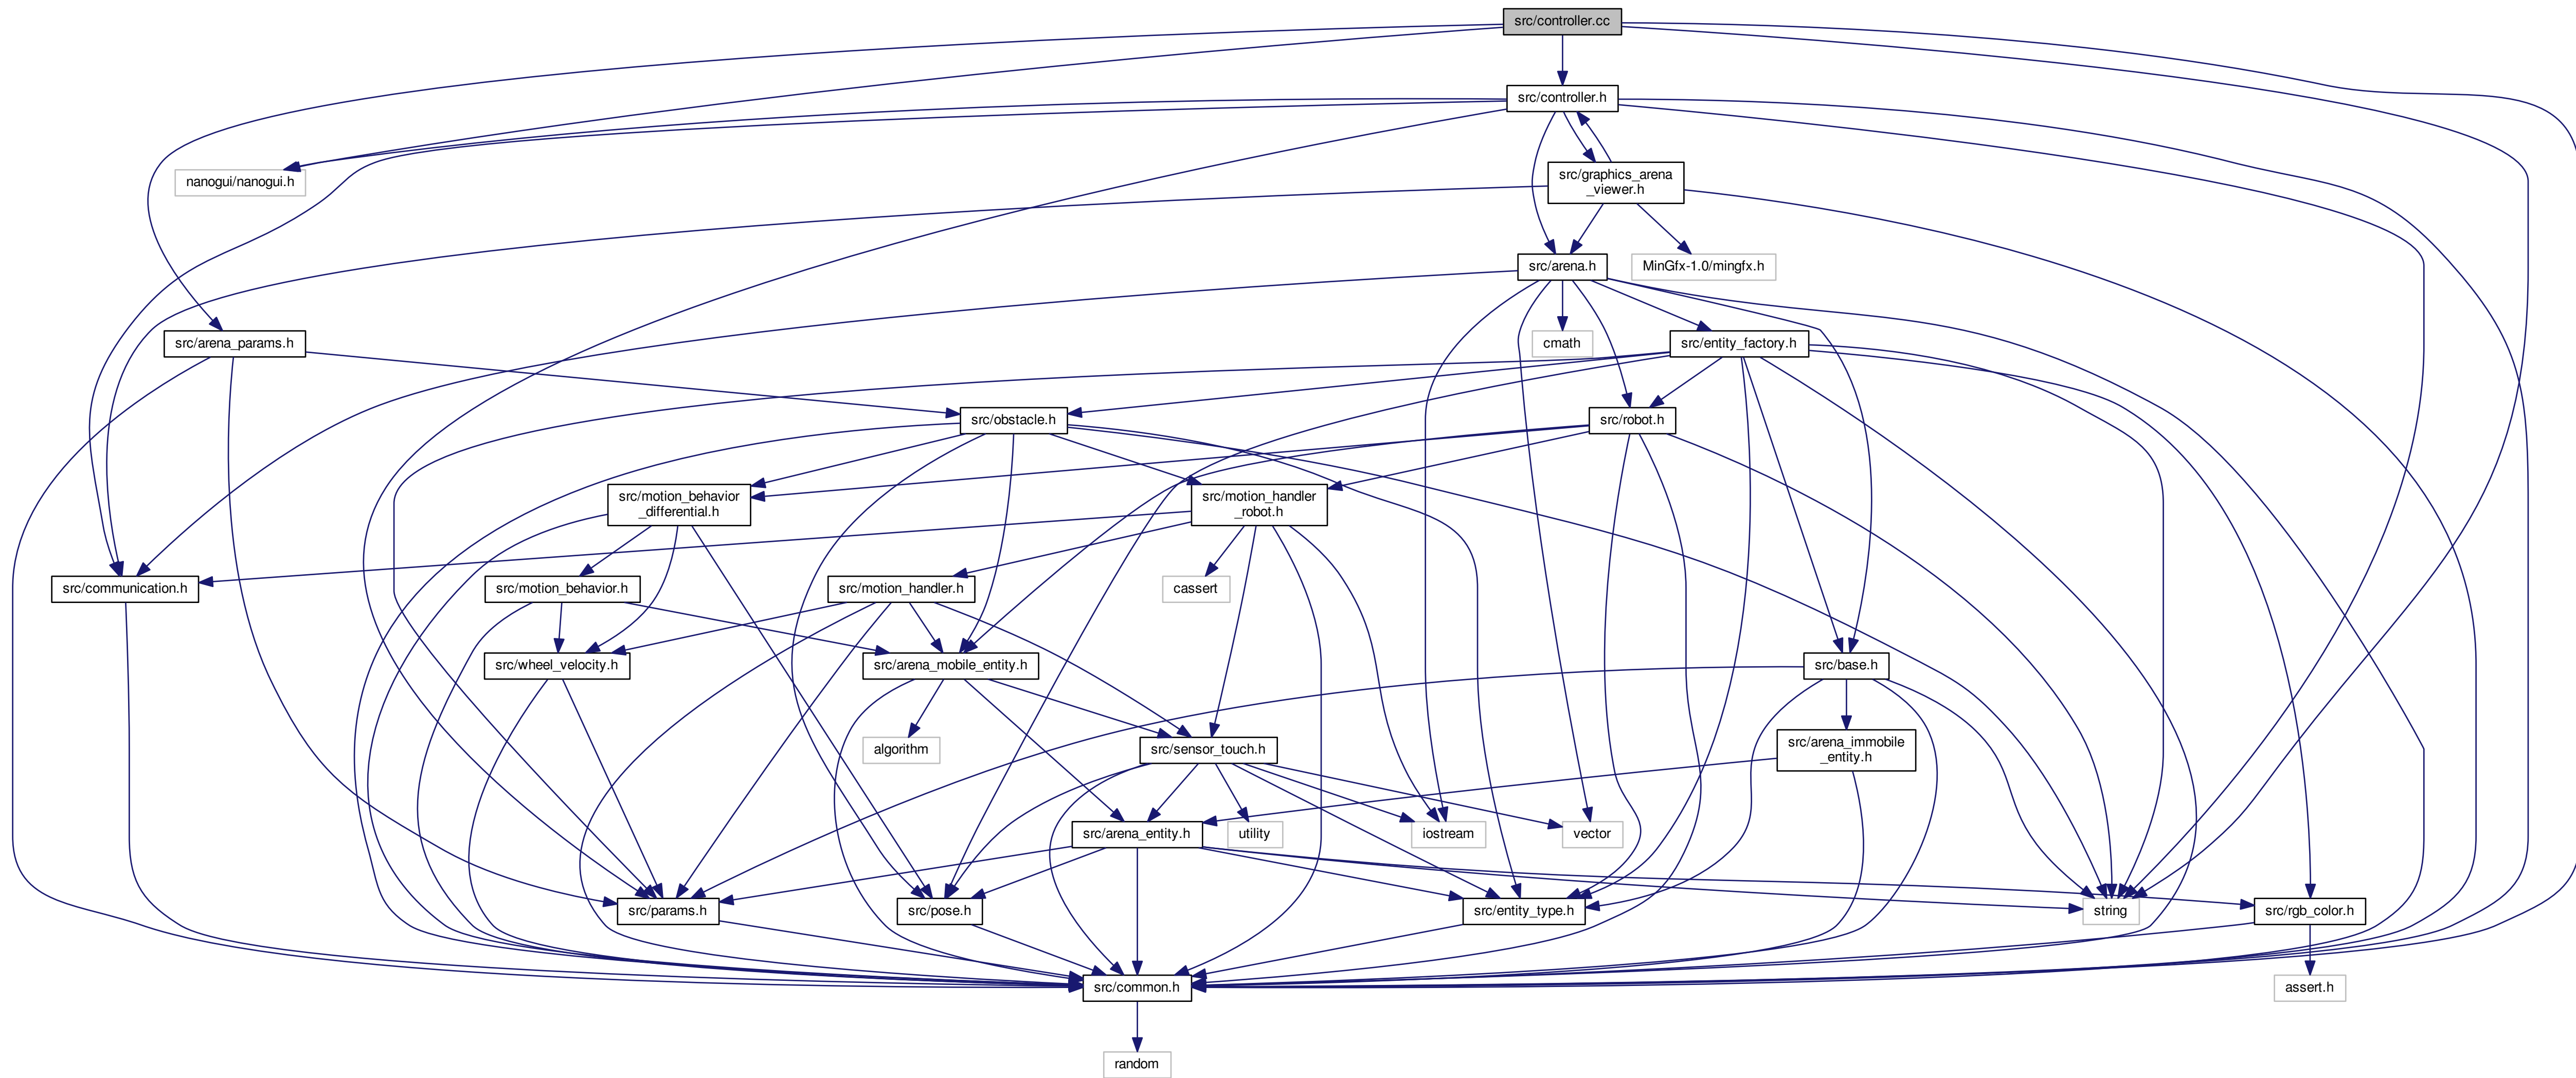 src/controller.cc
src/controller.h
nanogui/nanogui.h
src/graphics_arena
_viewer.h
src/arena.h
MinGfx-1.0/mingfx.h
src/arena_params.h
cmath
src/entity_factory.h
src/obstacle.h
src/robot.h
src/motion_behavior
_differential.h
src/motion_handler
_robot.h
src/communication.h
src/motion_behavior.h
src/motion_handler.h
cassert
src/wheel_velocity.h
src/arena_mobile_entity.h
src/base.h
algorithm
src/sensor_touch.h
src/arena_immobile
_entity.h
src/arena_entity.h
utility
iostream
vector
src/params.h
src/pose.h
src/entity_type.h
string
src/rgb_color.h
src/common.h
assert.h
random